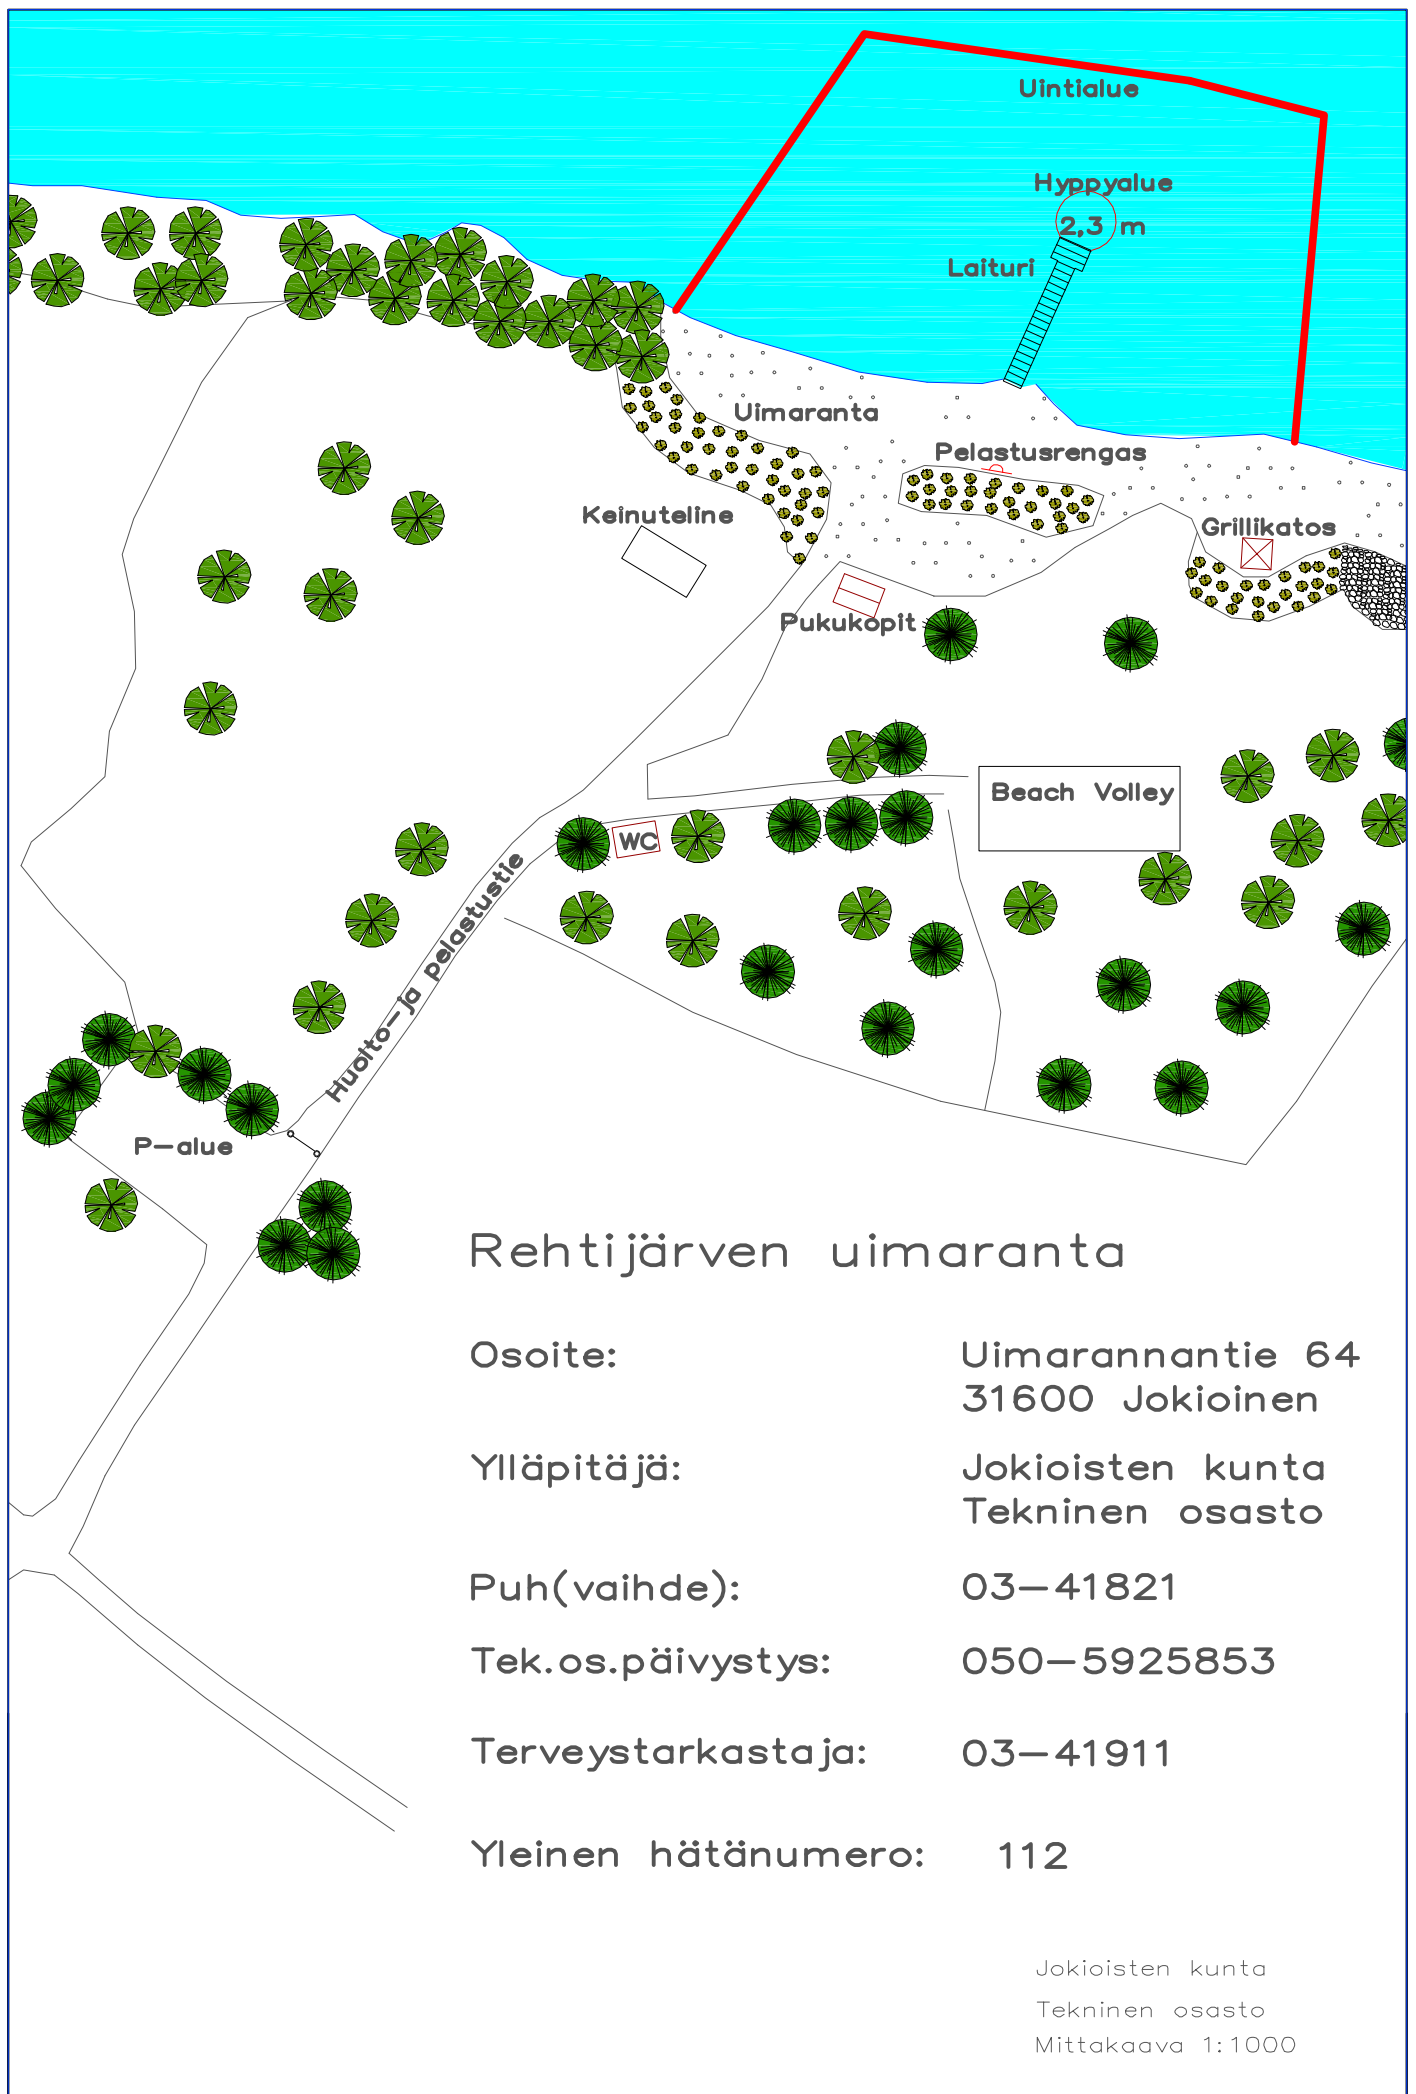 Uintialue
Hyppyalue
2,3 m
Laituri
Uimaranta
Pelastusrengas
Keinuteline
Grillikatos
Pukukopit
Beach Volley
WC
Huolto-ja pelastustie
P-alue
Rehtijärven uimaranta
Osoite: Uimarannantie 64
31600 Jokioinen
Ylläpitäjä: Jokioisten kunta
Tekninen osasto
Puh(vaihde): 03-41821
Tek.os.päivystys: 050-5925853
Terveystarkastaja: 03-41911
Yleinen hätänumero: 112
Jokioisten kunta
Tekninen osasto
Mittakaava 1:1000